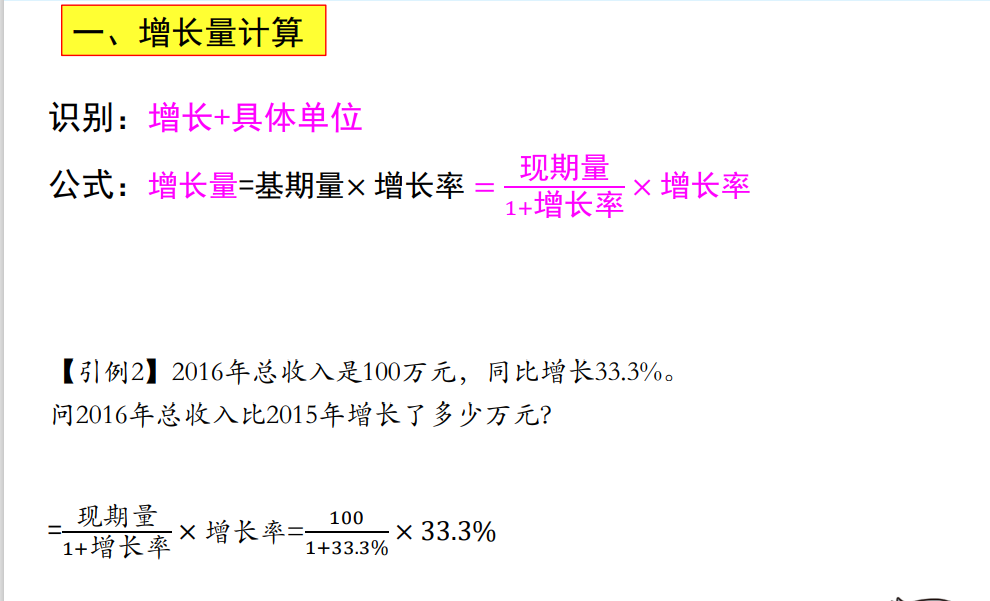 一、增长量计算
识别：增长+具体单位
公式：增长量=基期量× 增长率 = 现期量/1+增长率 × 增长率
【引例2】2016年总收入是100万元，同比增长33.3%。
问2016年总收入比2015年增长了多少万元?
=现期量/1+增长率 × 增长率=100/1+33.3% × 33.3%